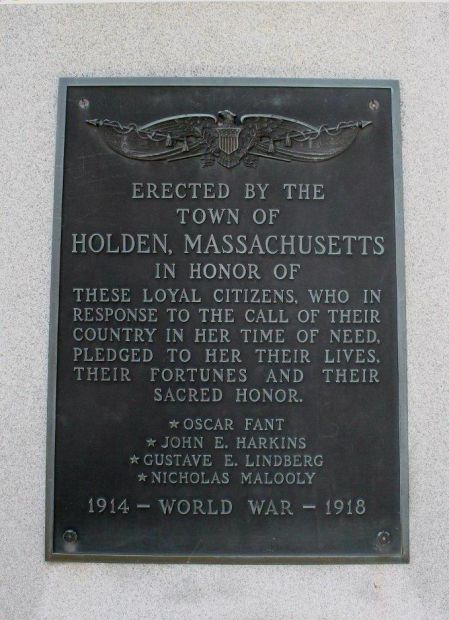 ERECTED BY THE
TOWN OF
HOLDEN, MASSACHUSETTS
IN HONOR OF
THESE LOYAL CITIZENS, WHO IN
RESPONSE TO THE CALL OF THEIR
COUNTRY IN HER TIME OF NEED,
PLEDGED TO HER THEIR LIVES,
THEIR FORTUNES AND THEIR
SACRED HONOR.
★ OSCAR FANT
★ JOHN E. HARKINS
★ GUSTAVE E. LINDBERG
★ NICHOLAS MALOOLY
1914 — WORLD WAR — 1918